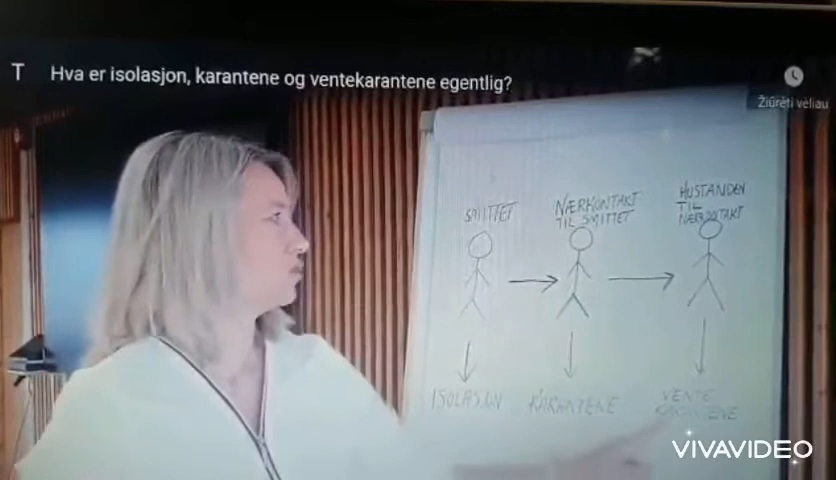 T Hva er isolasjon, karantene og ventekarantene egentlig?
Žiūrėti vėliau
SMITTET
NÆRKONTAKT
TIL SMITTET
HUSTANDEN
TIL
NÆRKONTAKT
ISOLASJON
KARANTENE
VENTE
KARANTENE
VIVAVIDEO